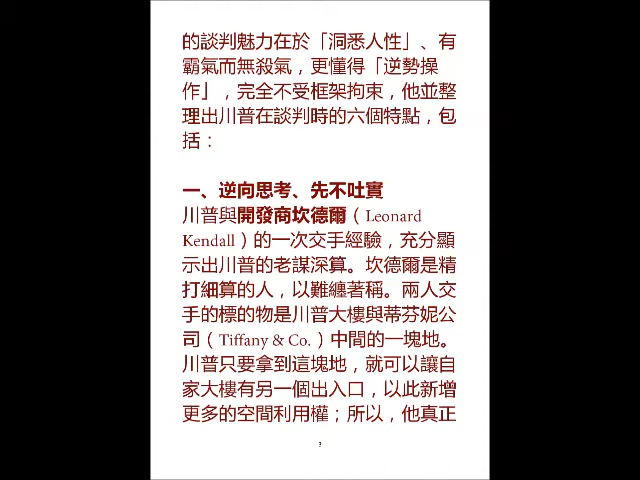 的談判魅力在於「洞悉人性」、有
霸氣而無殺氣，更懂得「逆勢操
作」，完全不受框架拘束，他並整
理出川普在談判時的六個特點，包
括：
一、逆向思考、先不吐實
川普與開發商坎德爾（Leonard
Kendall）的一次交手經驗，充分顯
示出川普的老謀深算。坎德爾是精
打細算的人，以難纏著稱。兩人交
手的標的物是川普大樓與蒂芬妮公
司（Tiffany & Co.）中間的一塊地。
川普只要拿到這塊地，就可以讓自
家大樓有另一個出入口，以此新增
更多的空間利用權；所以，他真正
3